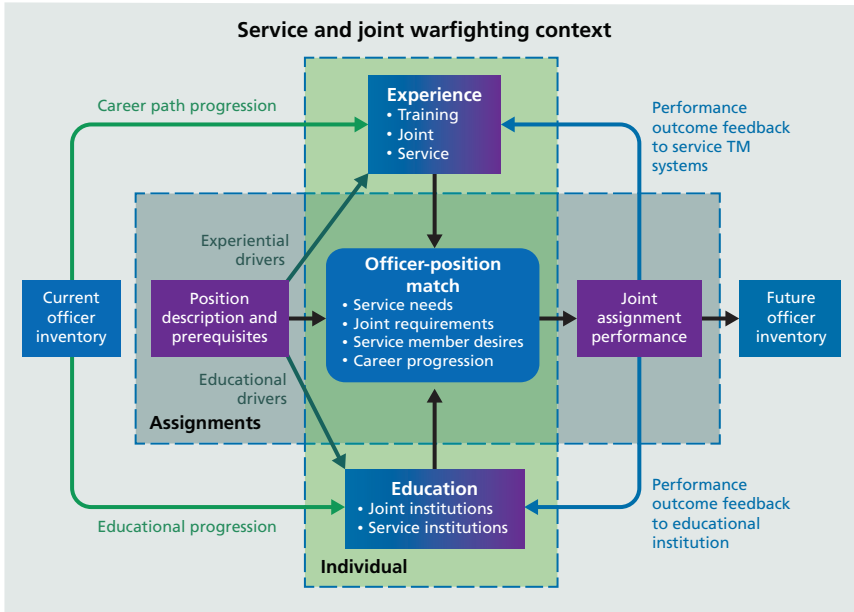 Service and joint warfighting context
Career path progression
Experience
• Training
• Joint
• Service
Performance
outcome feedback
to service TM
systems
Experiential
drivers
Current
officer
inventory
Position
description and
prerequisites
Officer-position
match
• Service needs
• Joint requirements
• Service member desires
• Career progression
Joint
assignment
performance
Future
officer
inventory
Educational
drivers
Assignments
Educational progression
Education
• Joint institutions
• Service institutions
Performance
outcome feedback
to educational
institution
Individual